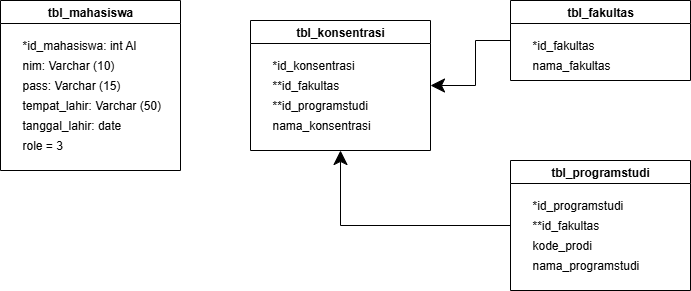 tbl_mahasiswa
*id_mahasiswa: int AI
nim: Varchar (10)
pass: Varchar (15)
tempat_lahir: Varchar (50)
tanggal_lahir: date
role = 3
tbl_konsentrasi
*id_konsentrasi
**id_fakultas
**id_programstudi
nama_konsentrasi
tbl_fakultas
*id_fakultas
nama_fakultas
tbl_programstudi
*id_programstudi
**id_fakultas
kode_prodi
nama_programstudi